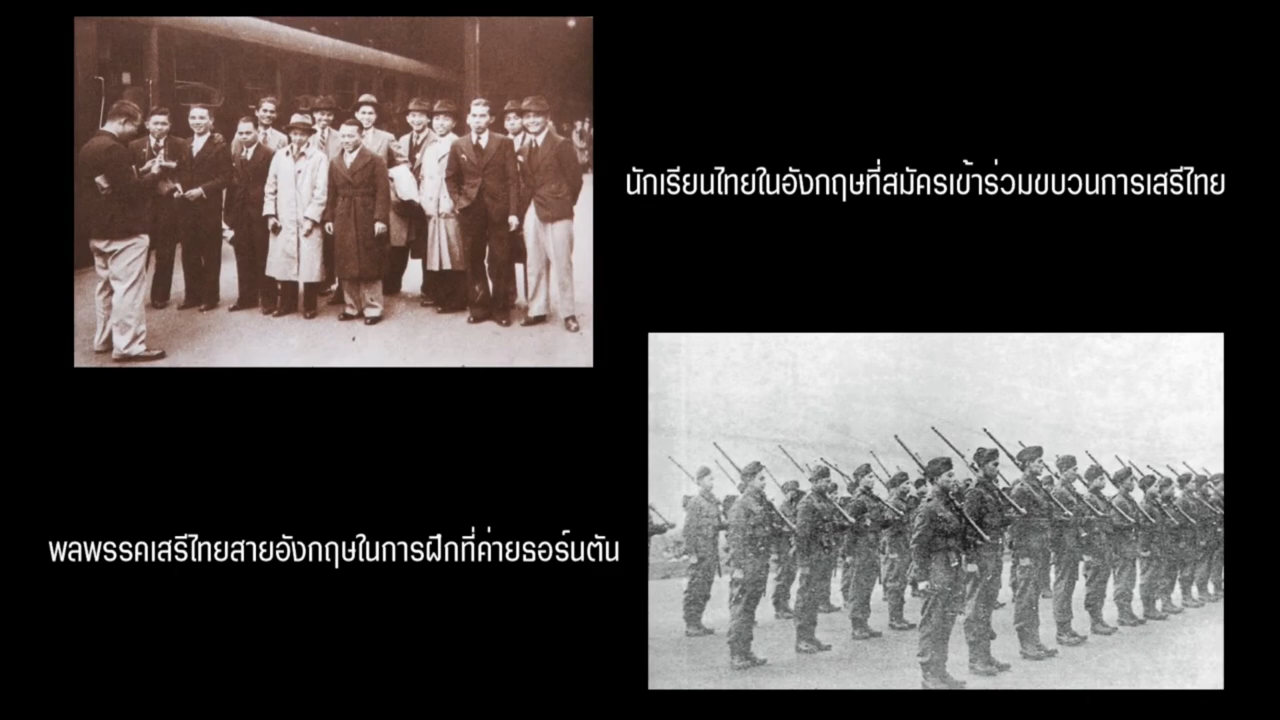 นักเรียนไทยในอังกฤษที่สมัครเข้าร่วมขบวนการเสรีไทย
พลพรรคเสรีไทยสายอังกฤษในการฝึกที่ค่ายธอร์นตัน